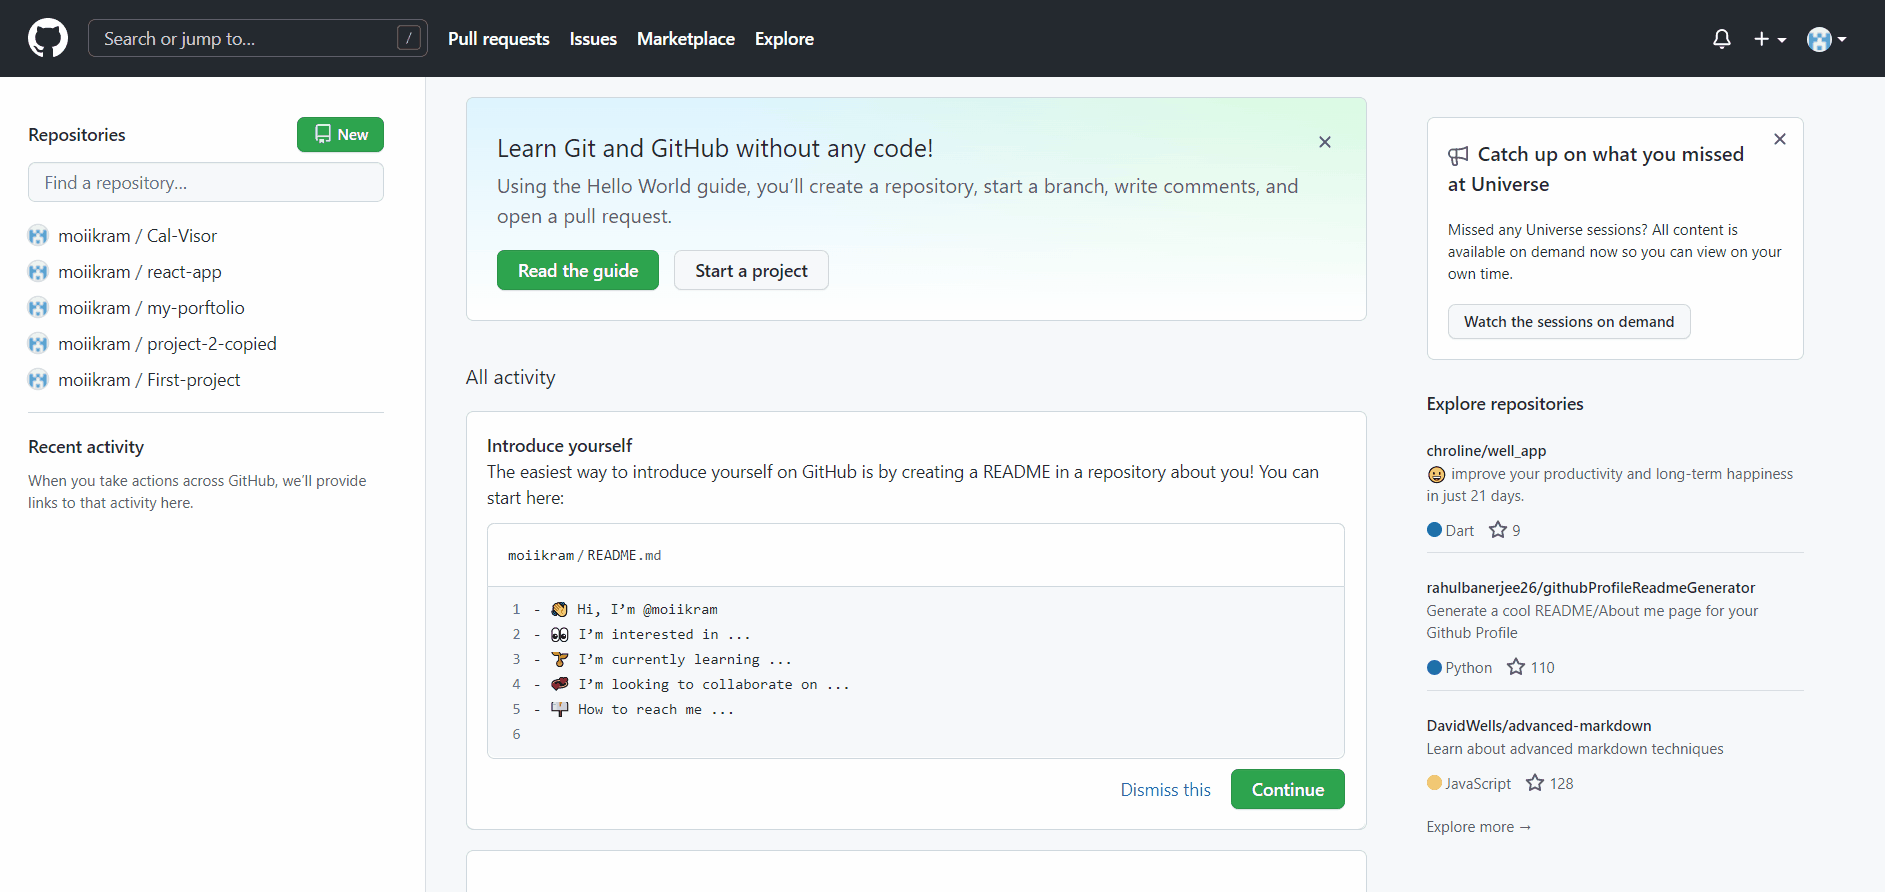 Search or jump to...
/
Pull requests
Issues
Marketplace
Explore
Repositories
New
Find a repository...
moiikram / Cal-Visor
moiikram / react-app
moiikram / my-porftolio
moiikram / project-2-copied
moiikram / First-project
Recent activity
When you take actions across GitHub, we’ll provide
links to that activity here.
Learn Git and GitHub without any code!
Using the Hello World guide, you’ll create a repository, start a branch, write comments, and
open a pull request.
Read the guide
Start a project
All activity
Introduce yourself
The easiest way to introduce yourself on GitHub is by creating a README in a repository about you! You can
start here:
moiikram / README.md
1 - 👋 Hi, I’m @moiikram
2 - 👀 I’m interested in ...
3 - 🌱 I’m currently learning ...
4 - 💞️ I’m looking to collaborate on ...
5 - 📫 How to reach me ...
6
Dismiss this
Continue
Catch up on what you missed
at Universe
Missed any Universe sessions? All content is
available on demand now so you can view on your
own time.
Watch the sessions on demand
Explore repositories
chroline/well_app
😀 improve your productivity and long-term happiness
in just 21 days.
Dart 9
rahulbanerjee26/githubProfileReadmeGenerator
Generate a cool README/About me page for your
Github Profile
Python 110
DavidWells/advanced-markdown
Learn about advanced markdown techniques
JavaScript 128
Explore more →